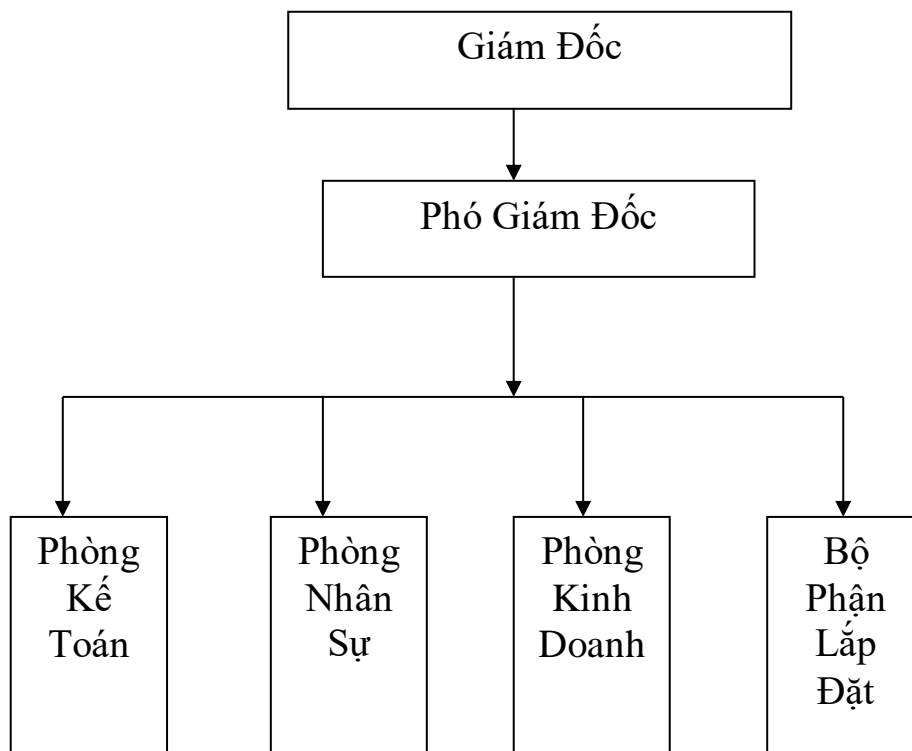 Giám Đốc
Phó Giám Đốc
Phòng
Kế
Toán
Phòng
Nhân
Sự
Phòng
Kinh
Doanh
Bộ
Phận
Lắp
Đặt